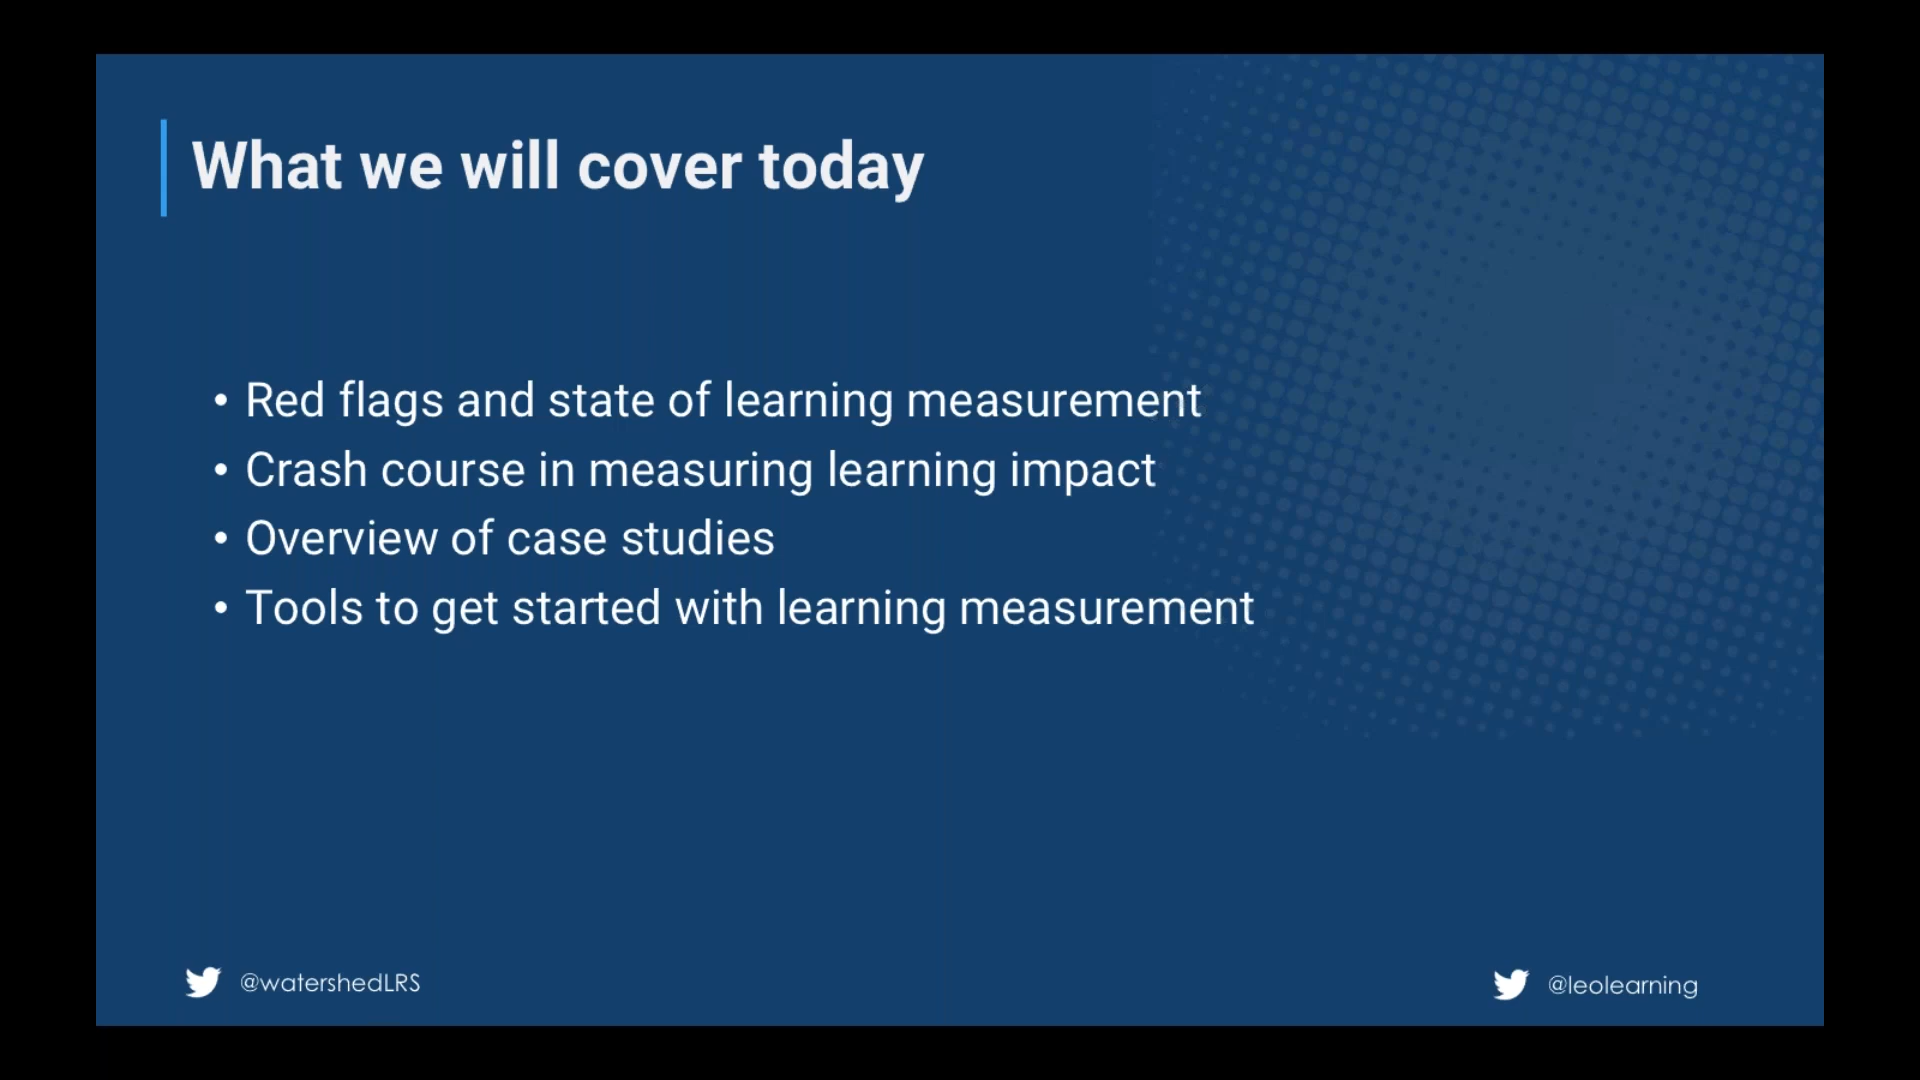 What we will cover today
• Red flags and state of learning measurement
• Crash course in measuring learning impact
• Overview of case studies
• Tools to get started with learning measurement
@watershedLRS
@leolearning